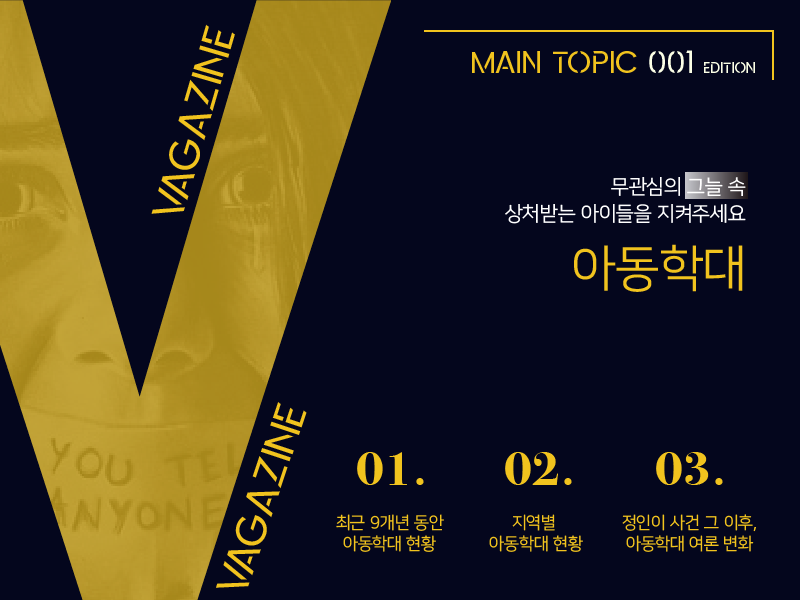 VAGAZINE
MAIN TOPIC 001 EDITION
무관심의 그늘 속
상처받는 아이들을 지켜주세요
아동학대
YOU TEL
ANYONE
VAGAZINE
01.
최근 9개년 동안
아동학대 현황
02.
지역별
아동학대 현황
03.
정인이 사건 그 이후,
아동학대 여론 변화